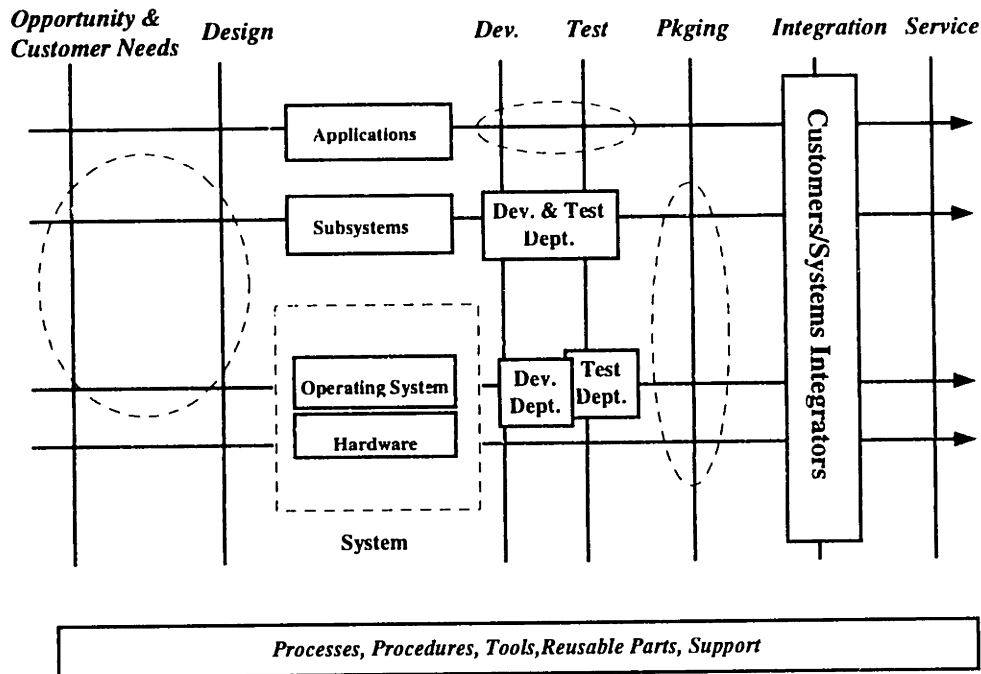 Opportunity &
Customer Needs
Design
Dev.
Test
Pkging
Integration
Service
Applications
Subsystems
Dev. & Test
Dept.
Operating System
Hardware
Dev.
Dept.
Test
Dept.
System
Customers/Systems Integrators
Processes, Procedures, Tools,Reusable Parts, Support